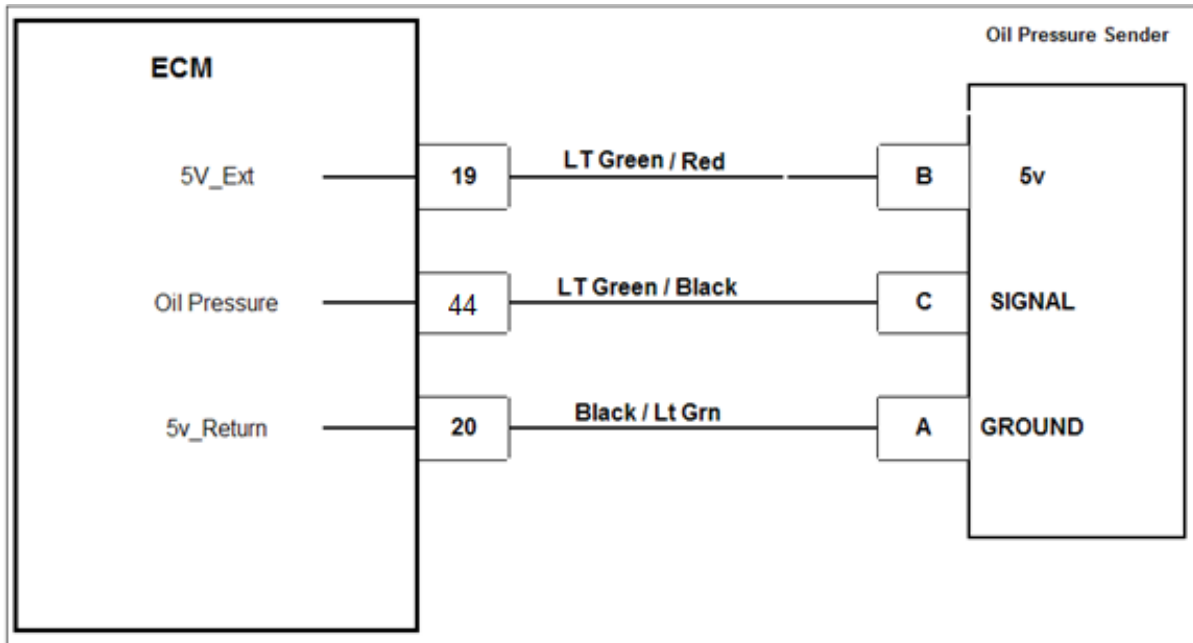 Oil Pressure Sender
ECM
5V_Ext
19
LT Green / Red
B
5v
Oil Pressure
44
LT Green / Black
C
SIGNAL
5v_Return
20
Black / Lt Grn
A
GROUND